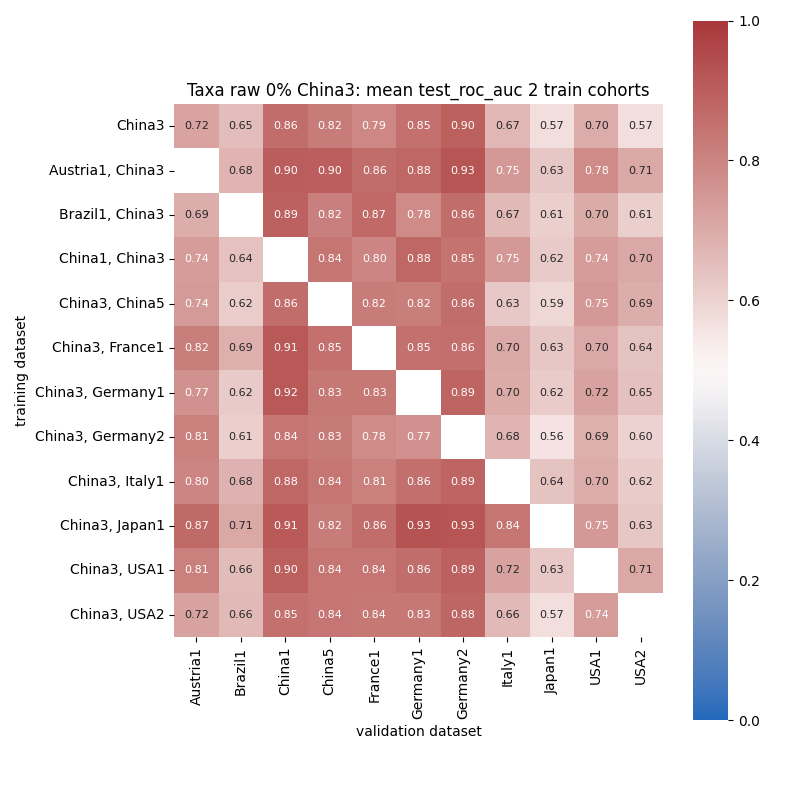 Taxa raw 0% China3: mean test_roc_auc 2 train cohorts
training dataset
China3 0.72 0.65 0.86 0.82 0.79 0.85 0.90 0.67 0.57 0.70 0.57
Austria1, China3 0.68 0.90 0.90 0.86 0.88 0.93 0.75 0.63 0.78 0.71
Brazil1, China3 0.69 0.89 0.82 0.87 0.78 0.86 0.67 0.61 0.70 0.61
China1, China3 0.74 0.64 0.84 0.80 0.88 0.85 0.75 0.62 0.74 0.70
China3, China5 0.74 0.62 0.86 0.82 0.82 0.86 0.63 0.59 0.75 0.69
China3, France1 0.82 0.69 0.91 0.85 0.85 0.86 0.70 0.63 0.70 0.64
China3, Germany1 0.77 0.62 0.92 0.83 0.83 0.89 0.70 0.62 0.72 0.65
China3, Germany2 0.81 0.61 0.84 0.83 0.78 0.77 0.68 0.56 0.69 0.60
China3, Italy1 0.80 0.68 0.88 0.84 0.81 0.86 0.89 0.64 0.70 0.62
China3, Japan1 0.87 0.71 0.91 0.82 0.86 0.93 0.93 0.84 0.75 0.63
China3, USA1 0.81 0.66 0.90 0.84 0.84 0.86 0.89 0.72 0.63 0.71
China3, USA2 0.72 0.66 0.85 0.84 0.84 0.83 0.88 0.66 0.57 0.74
Austria1 Brazil1 China1 China5 France1 Germany1 Germany2 Italy1 Japan1 USA1 USA2
validation dataset
1.0
0.8
0.6
0.4
0.2
0.0